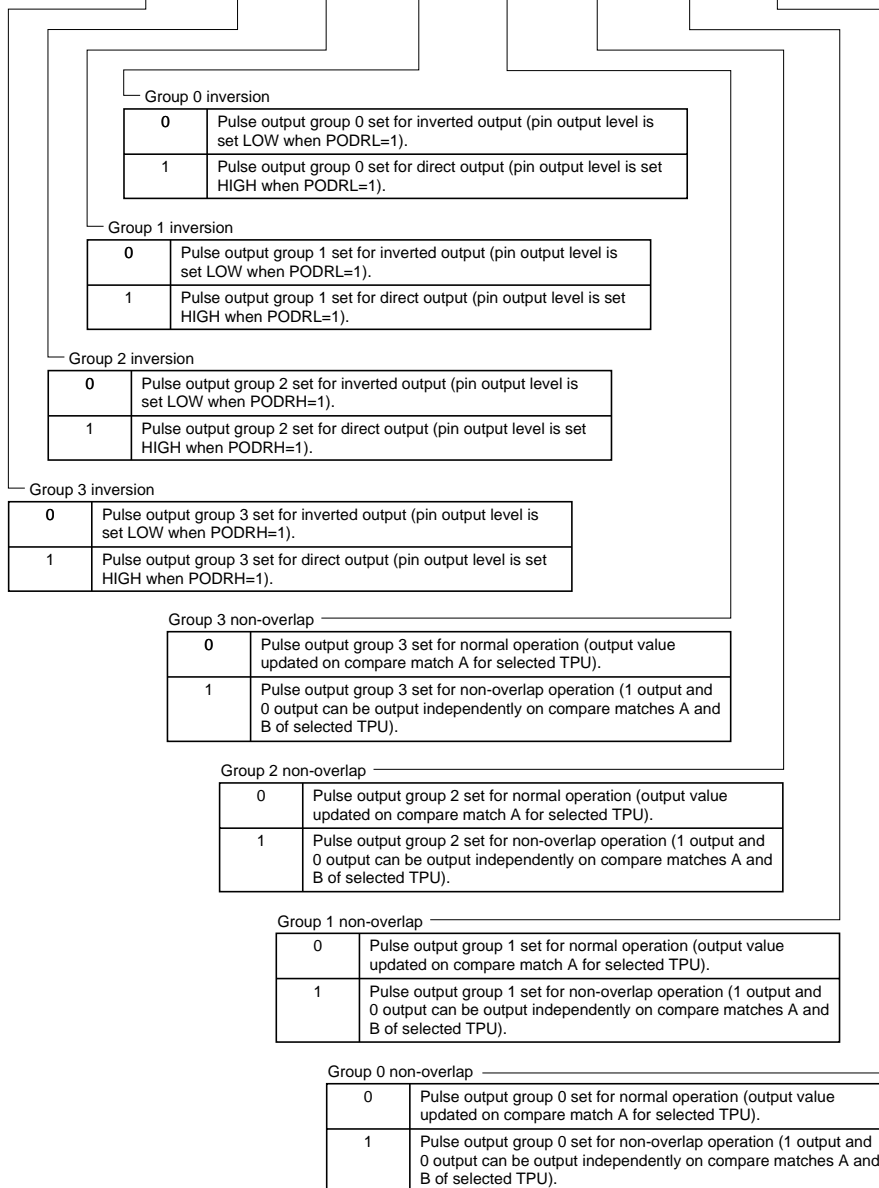 Group 0 inversion
0 Pulse output group 0 set for inverted output (pin output level is
set LOW when PODRL=1).
1 Pulse output group 0 set for direct output (pin output level is set
HIGH when PODRL=1).
Group 1 inversion
0 Pulse output group 1 set for inverted output (pin output level is
set LOW when PODRL=1).
1 Pulse output group 1 set for direct output (pin output level is set
HIGH when PODRL=1).
Group 2 inversion
0 Pulse output group 2 set for inverted output (pin output level is
set LOW when PODRH=1).
1 Pulse output group 2 set for direct output (pin output level is set
HIGH when PODRH=1).
Group 3 inversion
0 Pulse output group 3 set for inverted output (pin output level is
set LOW when PODRH=1).
1 Pulse output group 3 set for direct output (pin output level is set
HIGH when PODRH=1).
Group 3 non-overlap
0 Pulse output group 3 set for normal operation (output value
updated on compare match A for selected TPU).
1 Pulse output group 3 set for non-overlap operation (1 output and
0 output can be output independently on compare matches A and
B of selected TPU).
Group 2 non-overlap
0 Pulse output group 2 set for normal operation (output value
updated on compare match A for selected TPU).
1 Pulse output group 2 set for non-overlap operation (1 output and
0 output can be output independently on compare matches A and
B of selected TPU).
Group 1 non-overlap
0 Pulse output group 1 set for normal operation (output value
updated on compare match A for selected TPU).
1 Pulse output group 1 set for non-overlap operation (1 output and
0 output can be output independently on compare matches A and
B of selected TPU).
Group 0 non-overlap
0 Pulse output group 0 set for normal operation (output value
updated on compare match A for selected TPU).
1 Pulse output group 0 set for non-overlap operation (1 output and
0 output can be output independently on compare matches A and
B of selected TPU).